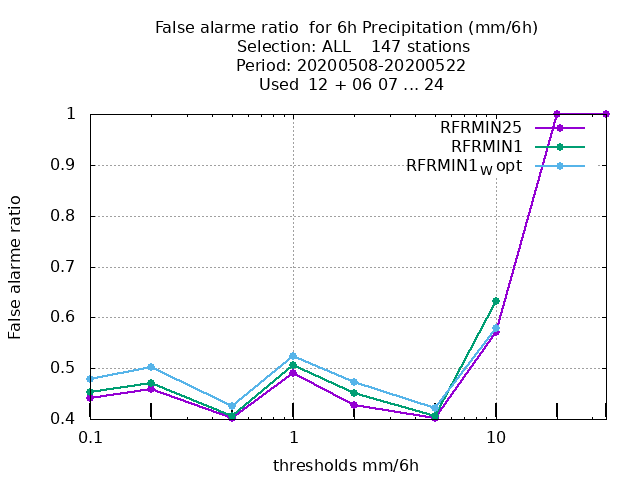 False alarme ratio  for 6h Precipitation (mm/6h)
Selection: ALL    147 stations
Period: 20200508-20200522
Used  12 + 06 07 ... 24
RFRMIN25
RFRMIN1
RFRMIN1W opt
1
0.9
0.8
0.7
0.6
0.5
0.4
False alarme ratio
0.1
1
10
thresholds mm/6h